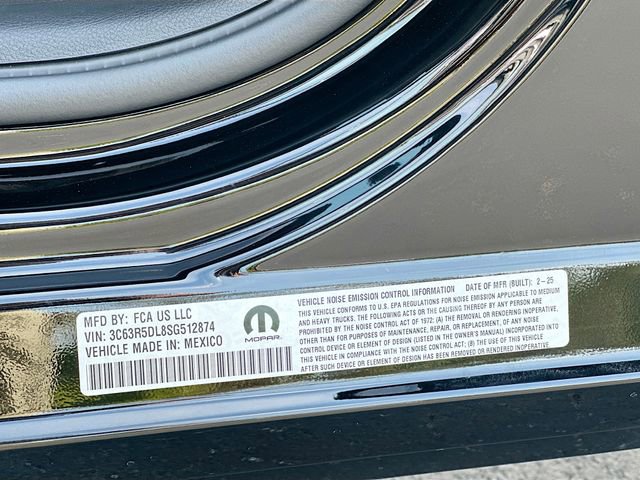 MFD BY: FCA US LLC
VIN: 3C63R5DL8SG512874
VEHICLE MADE IN: MEXICO
MOPAR
VEHICLE NOISE EMISSION CONTROL INFORMATION DATE OF MFR (BUILT): 2-25
THIS VEHICLE CONFORMS TO U.S. EPA REGULATIONS FOR NOISE EMISSION APPLICABLE TO MEDIUM
AND HEAVY TRUCKS. THE FOLLOWING ACTS OR THE CAUSING THEREOF BY ANY PERSON ARE
PROHIBITED BY THE NOISE CONTROL ACT OF 1972; (A) THE REMOVAL OR RENDERING INOPERATIVE,
OTHER THAN FOR PURPOSES OF MAINTENANCE, REPAIR, OR REPLACEMENT, OF ANY NOISE
CONTROL DEVICE OR ELEMENT OF DESIGN (LISTED IN THE OWNER'S MANUAL) INCORPORATED INTO
THIS VEHICLE IN COMPLIANCE WITH THE NOISE CONTROL ACT; (B) THE USE OF THIS VEHICLE
AFTER SUCH DEVICE OR ELEMENT OF DESIGN HAS BEEN REMOVED OR RENDERED INOPERATIVE.